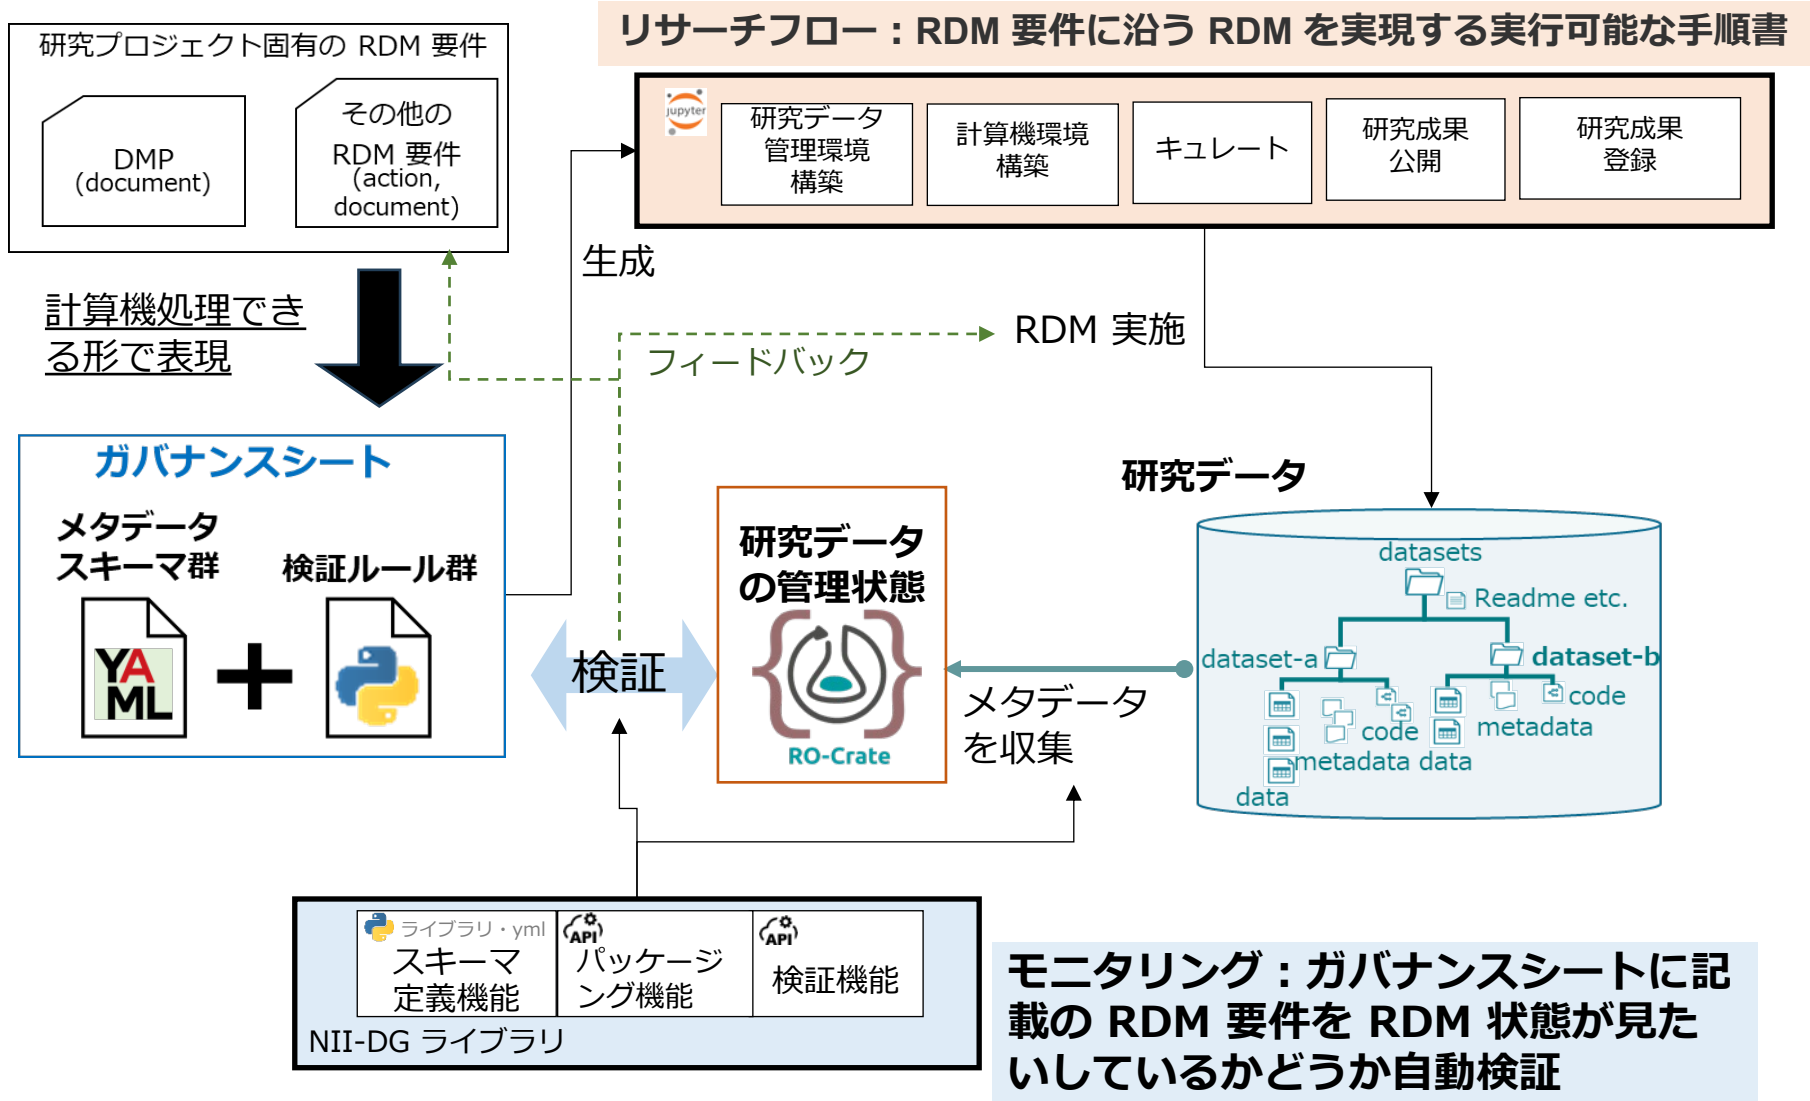 リサーチフロー：RDM 要件に沿う RDM を実現する実行可能な手順書
研究プロジェクト固有の RDM 要件
DMP
(document)
その他の
RDM 要件
(action,
document)
jupyter
研究データ
管理環境
構築
計算機環境
構築
キュレート
研究成果
公開
研究成果
登録
生成
計算機処理でき
る形で表現
RDM 実施
フィードバック
ガバナンスシート
メタデータ
スキーマ群
検証ルール群
YA
ML
検証
研究データ
の管理状態
RO-Crate
メタデータ
を収集
研究データ
datasets
Readme etc.
dataset-a
dataset-b
code
metadata
code
metadata data
data
ライブラリ・yml
スキーマ
定義機能
API
パッケージ
ング機能
API
検証機能
NII-DG ライブラリ
モニタリング：ガバナンスシートに記
載の RDM 要件を RDM 状態が見た
いしているかどうか自動検証